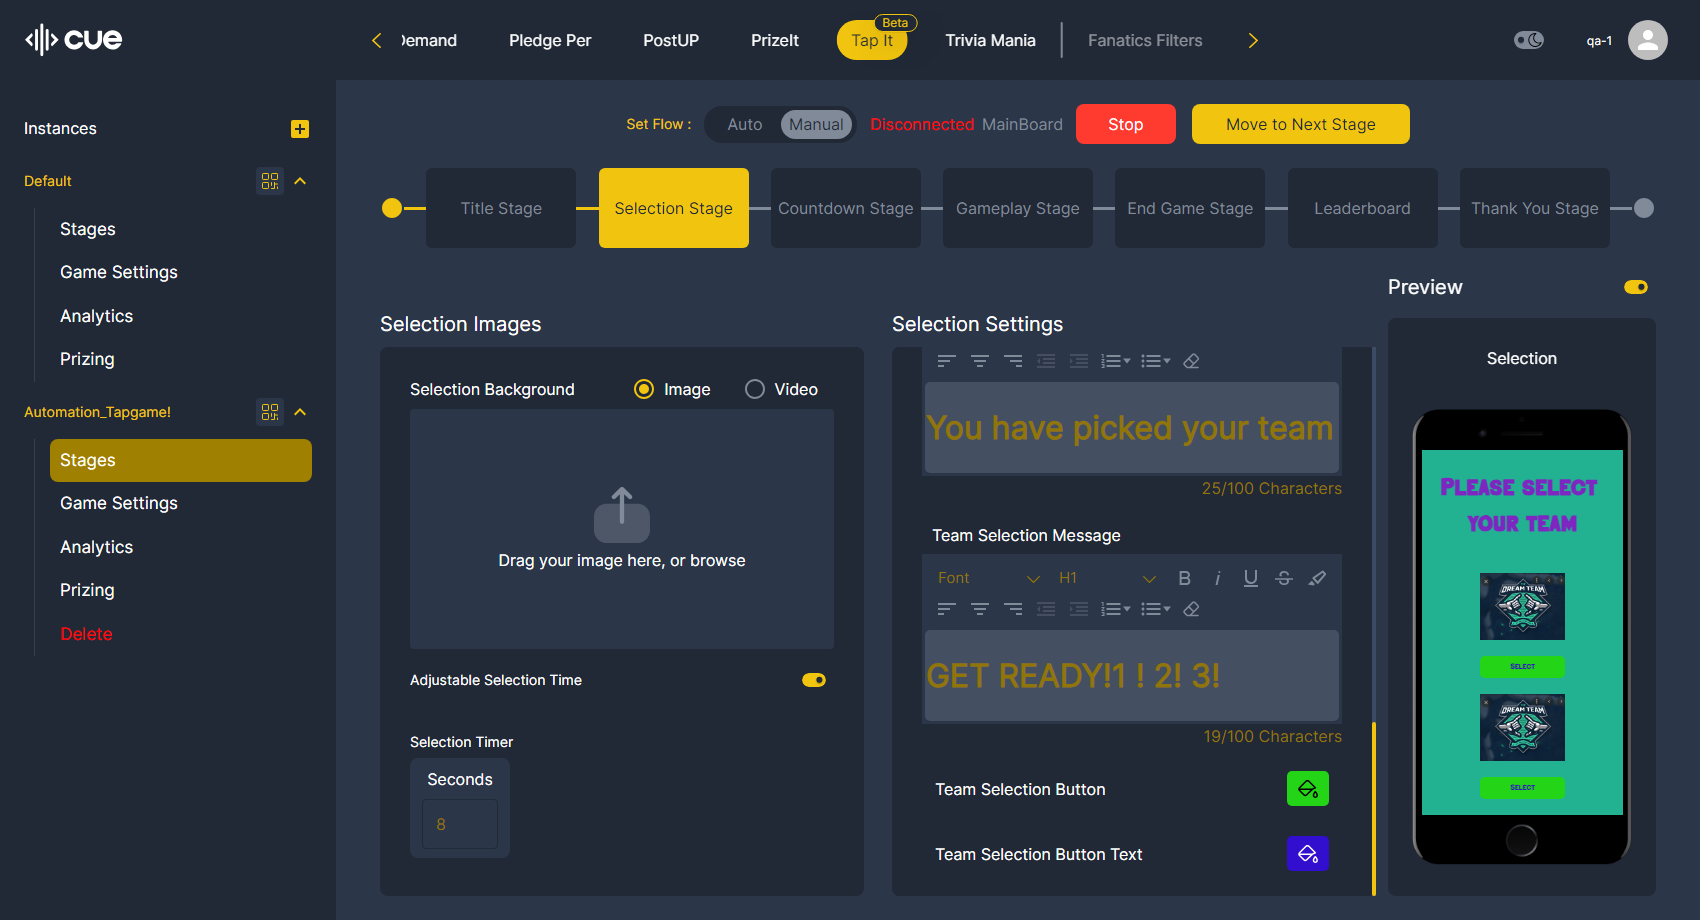 cue
Demand
Pledge Per
PostUP
PrizeIt
Tap It
Beta
Trivia Mania
Fanatics Filters
qa-1
Instances
Default
Stages
Game Settings
Analytics
Prizing
Automation_Tapgame!
Stages
Game Settings
Analytics
Prizing
Delete
Set Flow :
Auto
Manual
Disconnected MainBoard
Stop
Move to Next Stage
Title Stage
Selection Stage
Countdown Stage
Gameplay Stage
End Game Stage
Leaderboard
Thank You Stage
Selection Images
Selection Background
Image
Video
Drag your image here, or browse
Adjustable Selection Time
Selection Timer
Seconds
8
Selection Settings
You have picked your team
25/100 Characters
Team Selection Message
Font
H1
B i U S
GET READY!1 ! 2! 3!
19/100 Characters
Team Selection Button
Team Selection Button Text
Preview
Selection
Please select
your team
DREAM TEAM
SELECT
DREAM TEAM
SELECT